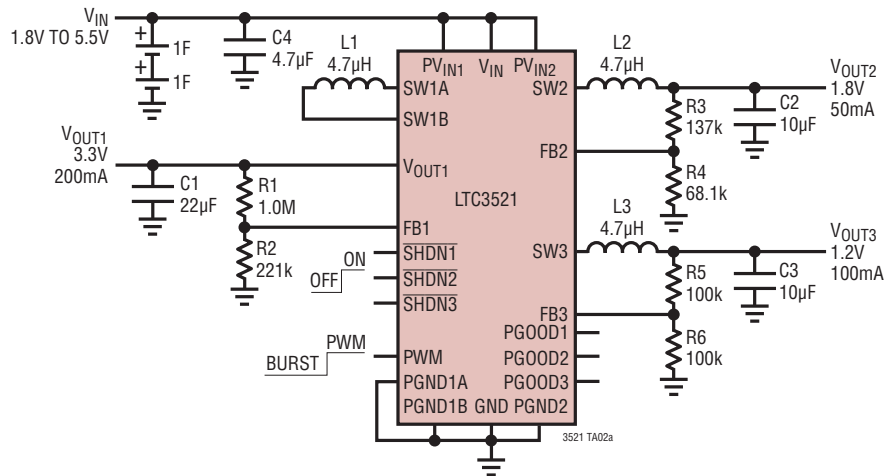 VIN
1.8V TO 5.5V
+
1F
+
1F
C4
4.7µF
L1
4.7µH
PVIN1
VIN
PVIN2
SW1A
SW1B
SW2
L2
4.7µH
R3
137k
C2
10µF
VOUT2
1.8V
50mA
VOUT1
3.3V
200mA
C1
22µF
R1
1.0M
R2
221k
VOUT1
FB1
LTC3521
FB2
R4
68.1k
ON
OFF
SHDN1
SHDN2
SHDN3
SW3
L3
4.7µH
R5
100k
C3
10µF
VOUT3
1.2V
100mA
FB3
R6
100k
PGOOD1
PGOOD2
PGOOD3
PWM
BURST
PWM
PGND1A
PGND1B
GND
PGND2
3521 TA02a